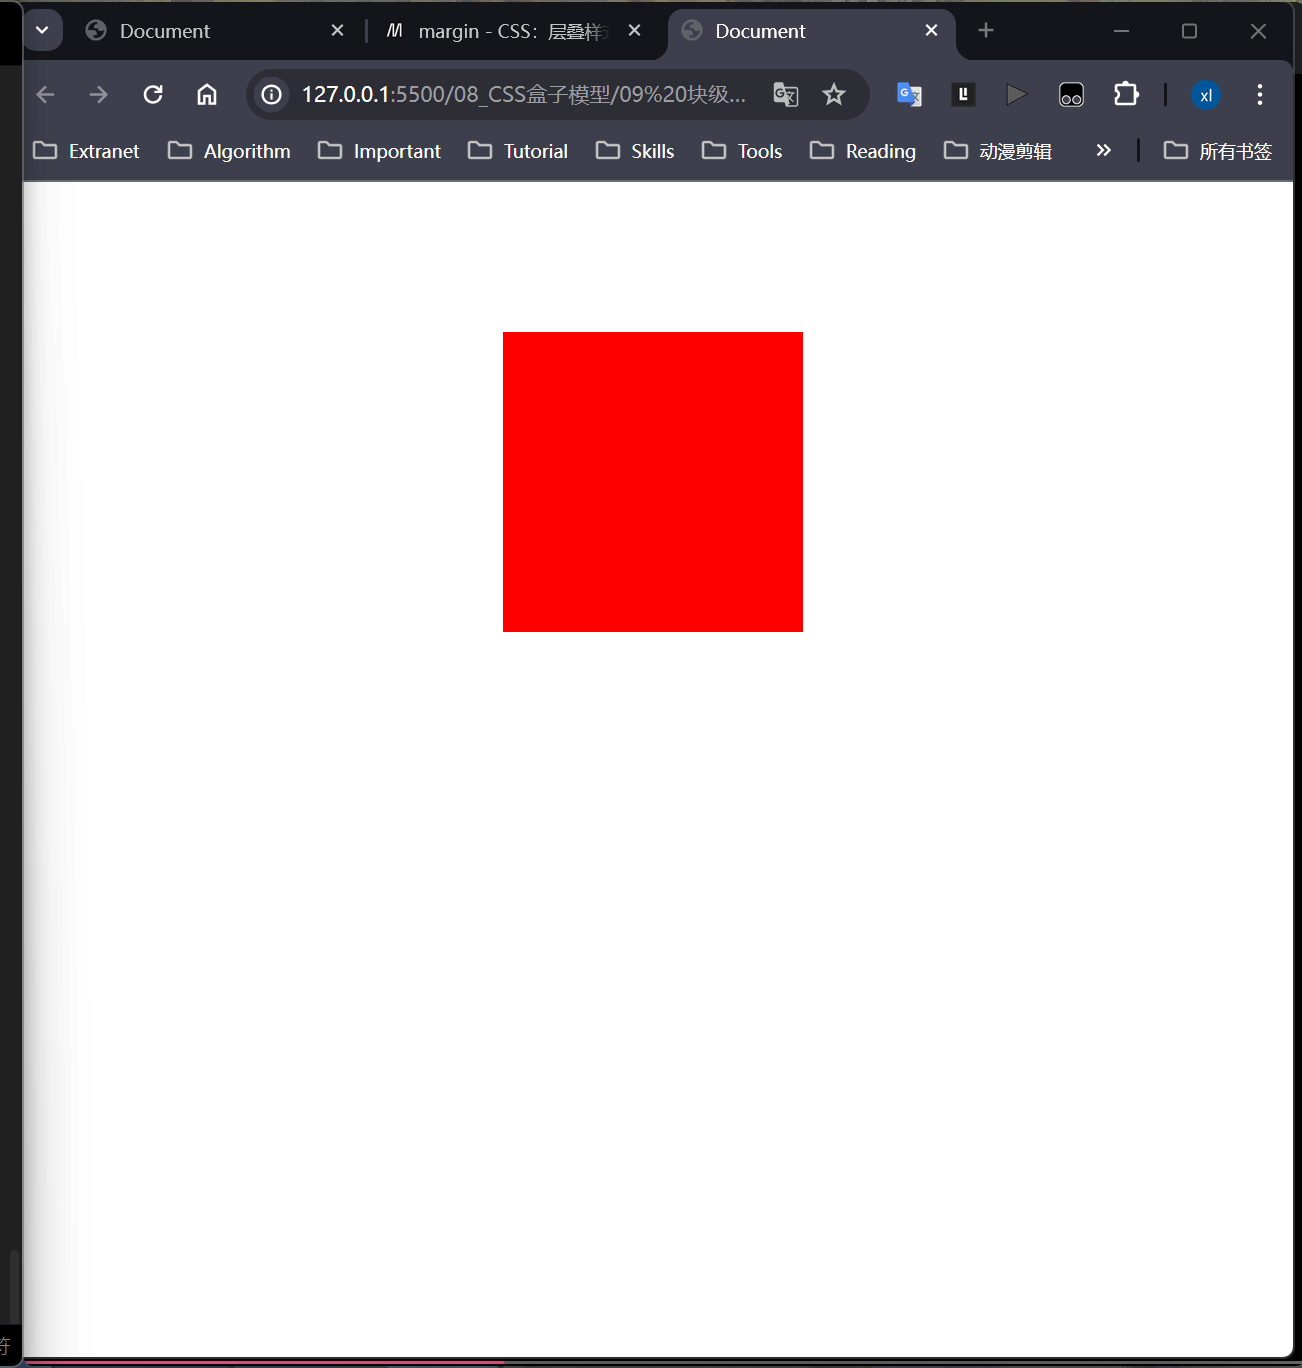 Document
margin - CSS：层叠样
Document
127.0.0.1:5500/08_CSS盒子模型/09%20块级...
xl
Extranet
Algorithm
Important
Tutorial
Skills
Tools
Reading
动漫剪辑
所有书签
符